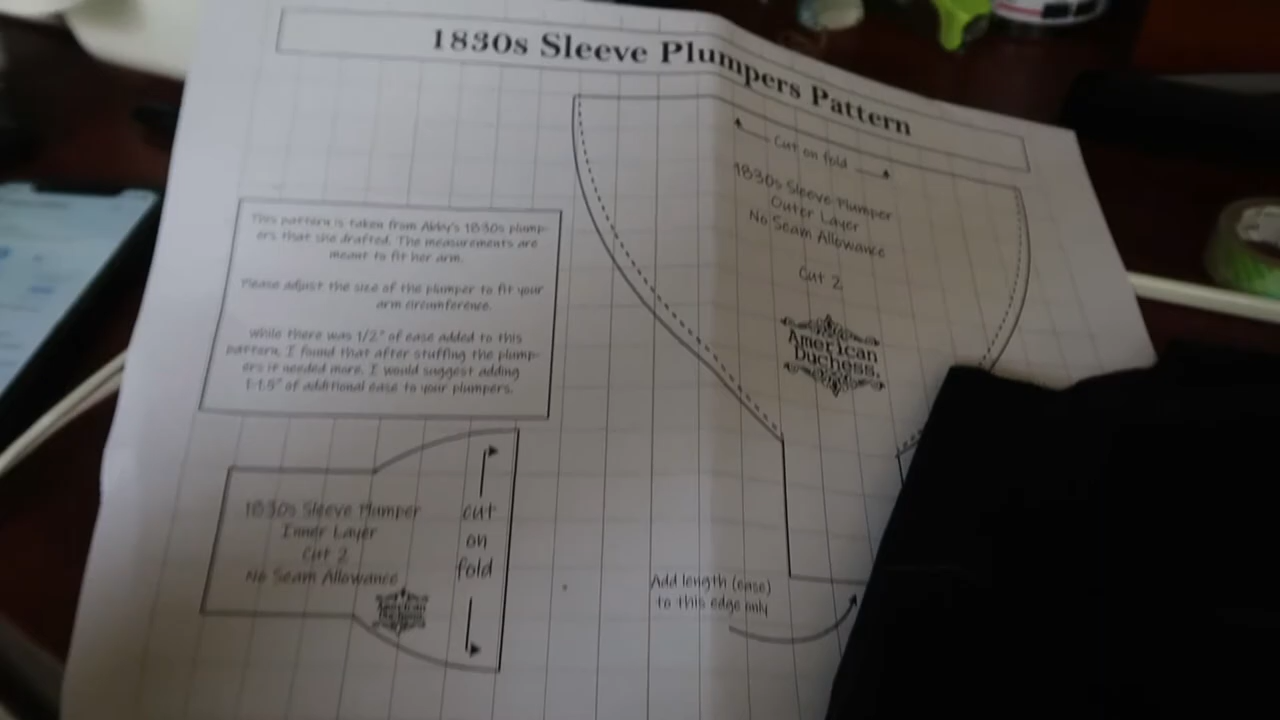 1830s Sleeve Plumpers Pattern
Cut on fold
1830s Sleeve Plumper
Outer Layer
No Seam Allowance
Cut 2
American
Duchess.
This pattern is taken from Abby's 1830s plump-
ers that she drafted. The measurements are
meant to fit her arm.
Please adjust the size of the plumper to fit your
arm circumference.
While there was 1/2" of ease added to this
pattern, I found that after stuffing the plump-
ers it needed more. I would suggest adding
1-1.5" of additional ease to your plumpers.
1830s Sleeve Plumper
Inner Layer
Cut 2
No Seam Allowance
American
Duchess.
cut
on
fold
Add length (ease)
to this edge only